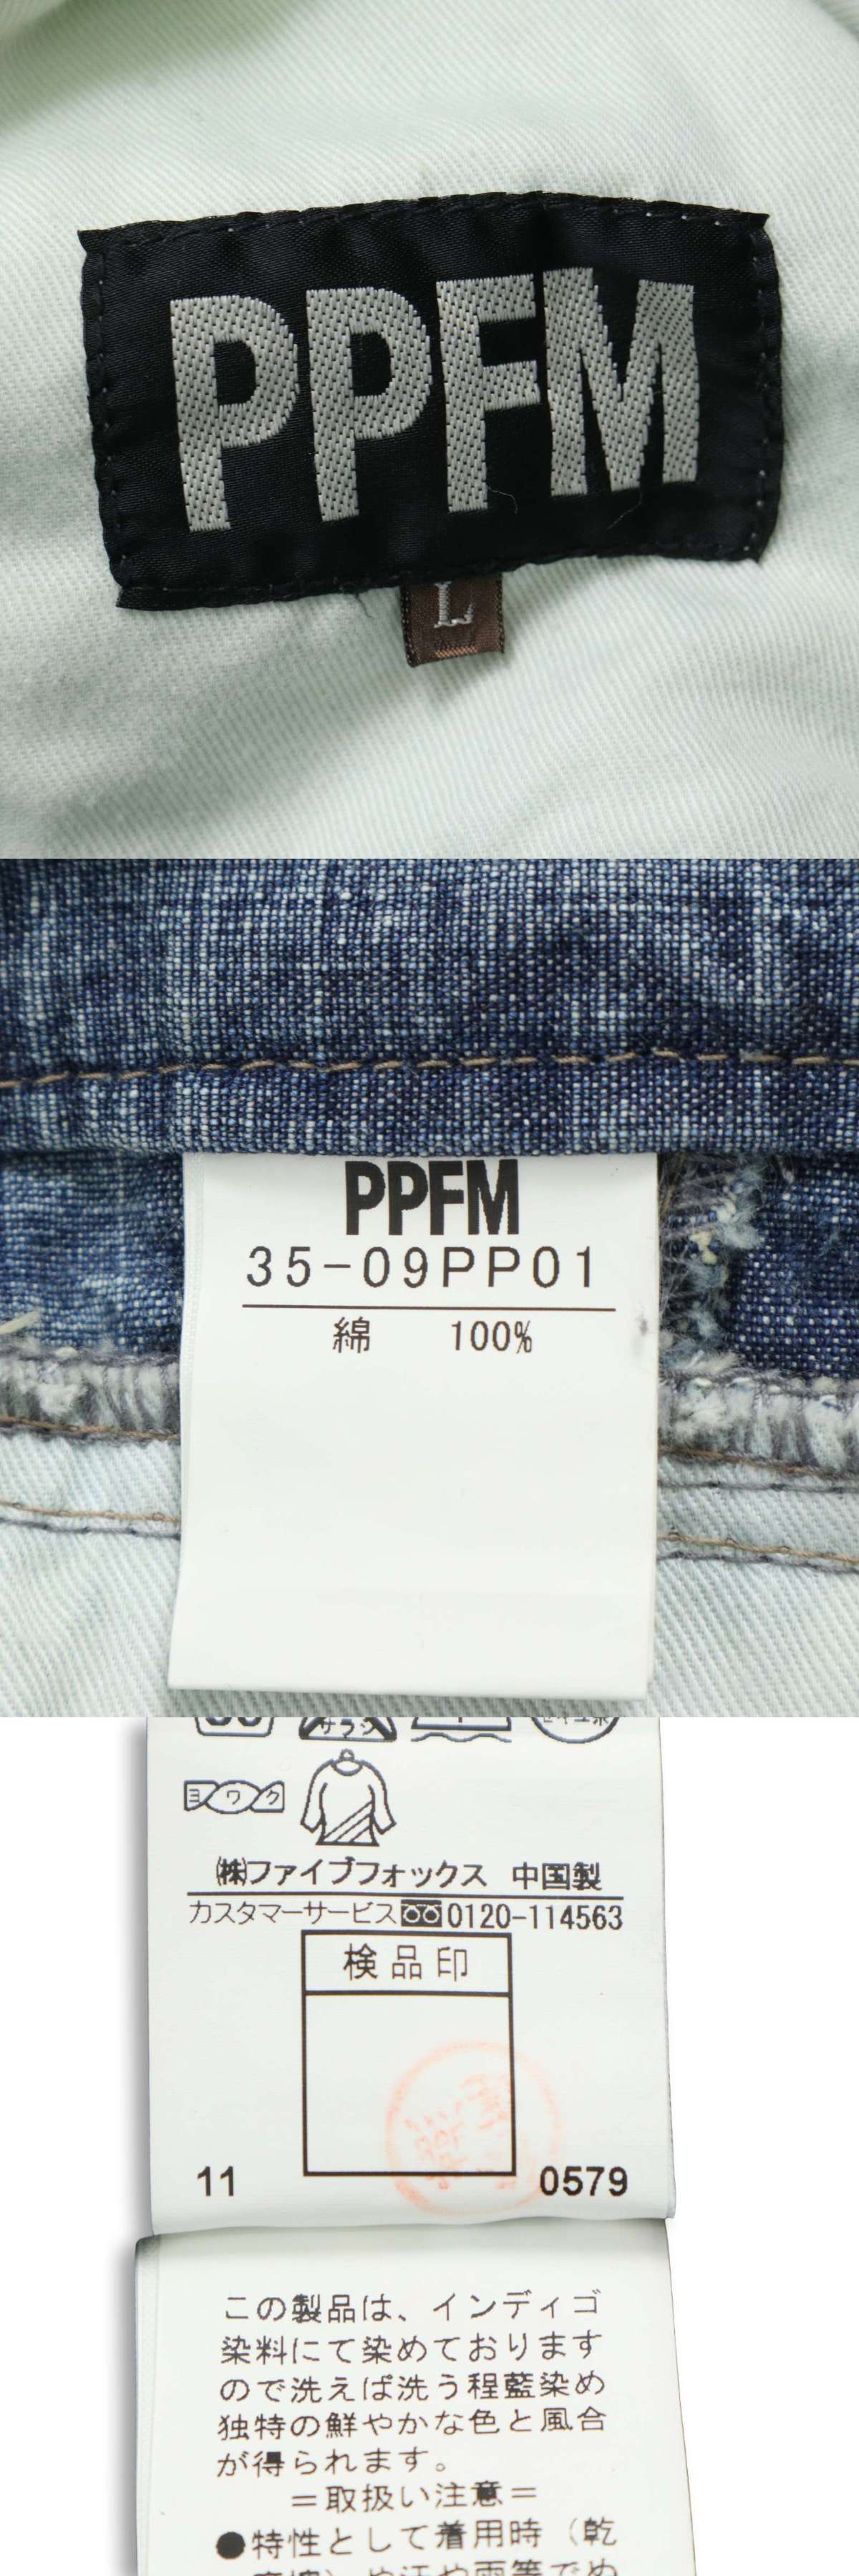 PPFM
L
PPFM
35-09PP01
綿 100%
サラシ
ヨワク
㈱ファイブフォックス 中国製
カスタマーサービス 0120-114563
検品印
11 0579
この製品は、インディゴ
染料にて染めております
ので洗えば洗う程藍染め
独特の鮮やかな色と風合
が得られます。
=取扱い注意=
●特性として着用時(乾